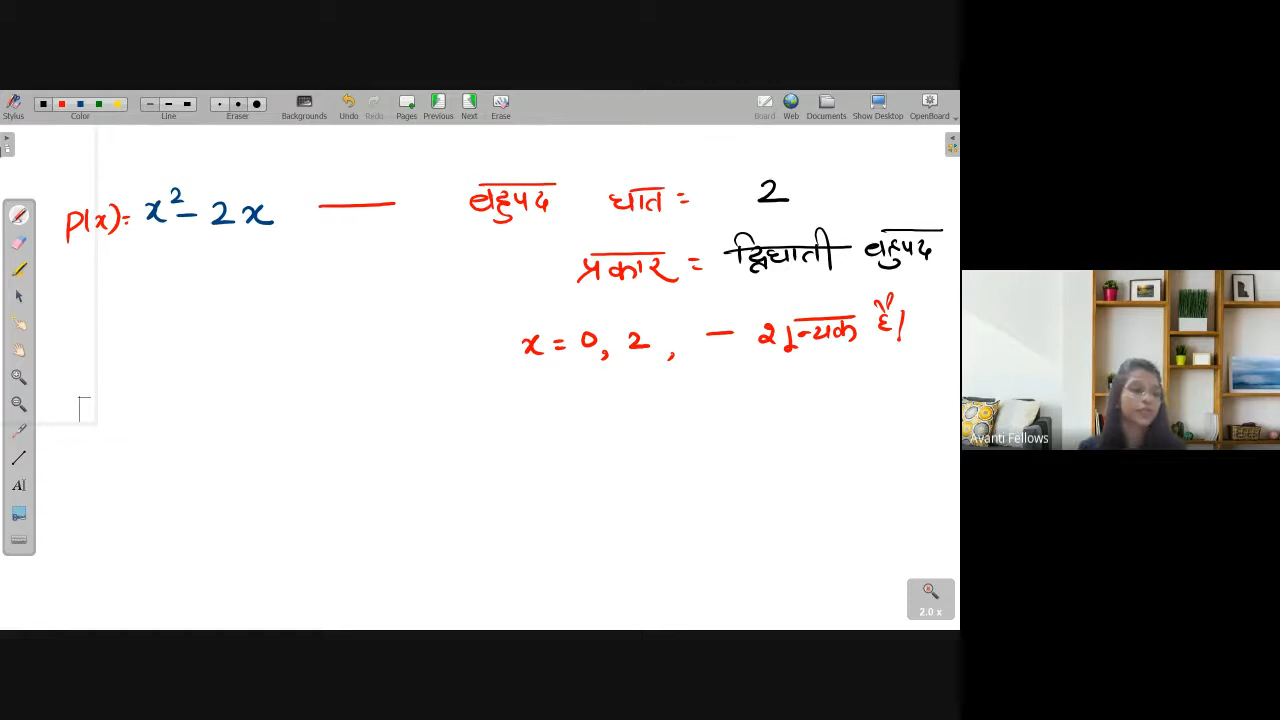 Stylus Color Line Eraser Backgrounds Undo Redo Pages Previous Next Erase Board Web Documents Show Desktop OpenBoard
P(x): x² - 2x —— बहुपद घात = 2
प्रकार = द्विघाती बहुपद
x = 0, 2, - शून्यक हैं।
Avanti Fellows
2.0 x